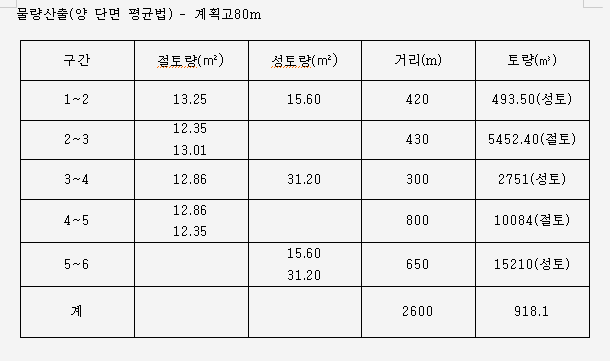 물량산출(양 단면 평균법) - 계획고80m
구간 절토량(㎡) 성토량(㎡) 거리(m) 토량(㎥)
1~2 13.25 15.60 420 493.50(성토)
2~3 12.35 13.01 430 5452.40(절토)
3~4 12.86 31.20 300 2751(성토)
4~5 12.86 12.35 800 10084(절토)
5~6 15.60 31.20 650 15210(성토)
계 2600 918.1